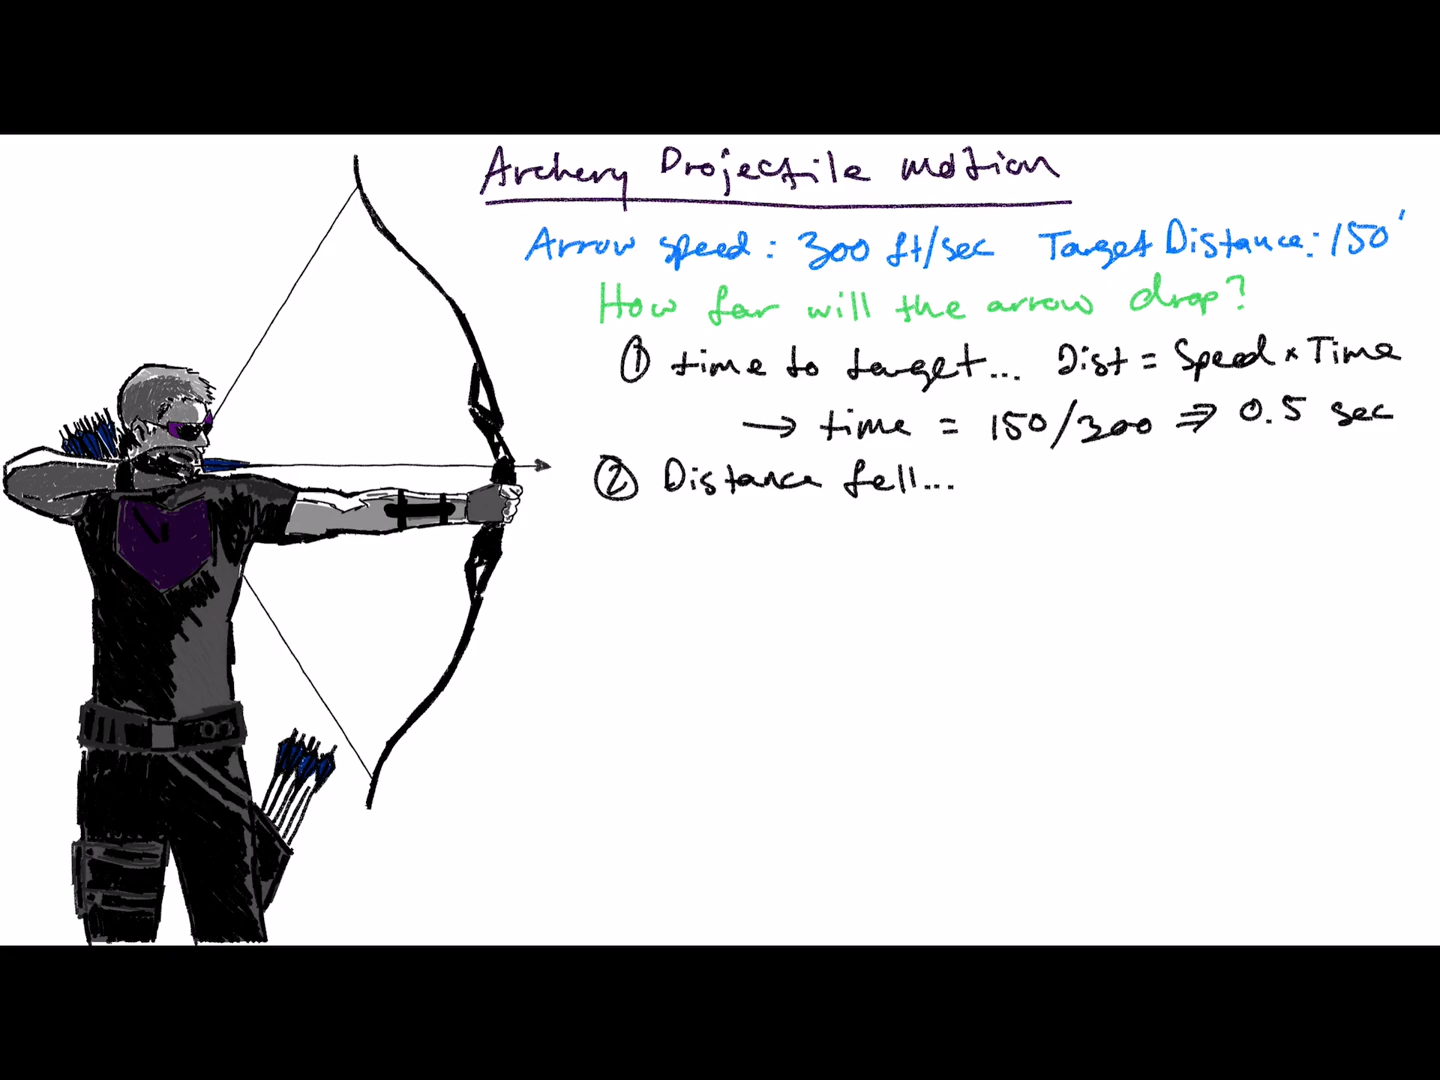 Archery Projectile Motion
Arrow speed: 300 ft/sec Target Distance: 150'
How far will the arrow drop?
① time to target... Dist = Speed × Time
→ time = 150/300 ⇒ 0.5 sec
② Distance fell...